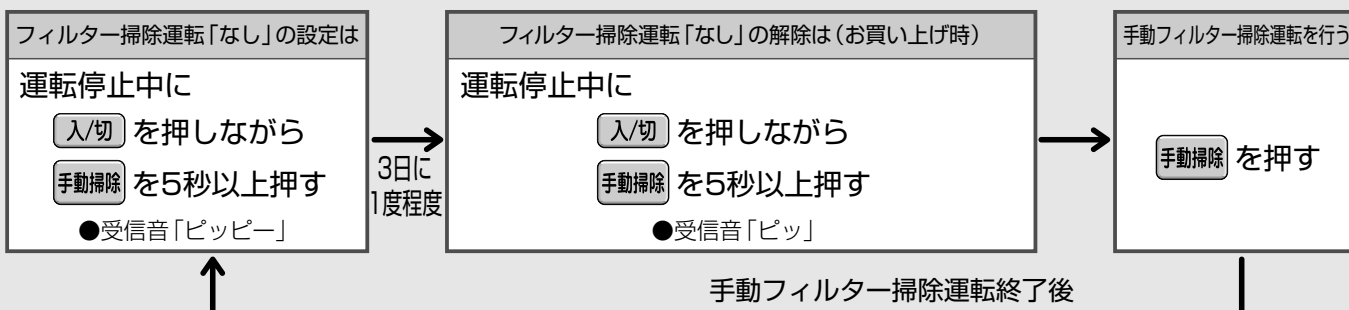 フィルター掃除運転「なし」の設定は
運転停止中に
入/切 を押しながら
手動掃除 を5秒以上押す
●受信音「ピッピー」
3日に
1度程度
フィルター掃除運転「なし」の解除は(お買い上げ時)
運転停止中に
入/切 を押しながら
手動掃除 を5秒以上押す
●受信音「ピッ」
手動フィルター掃除運転を行う
手動掃除 を押す
手動フィルター掃除運転終了後